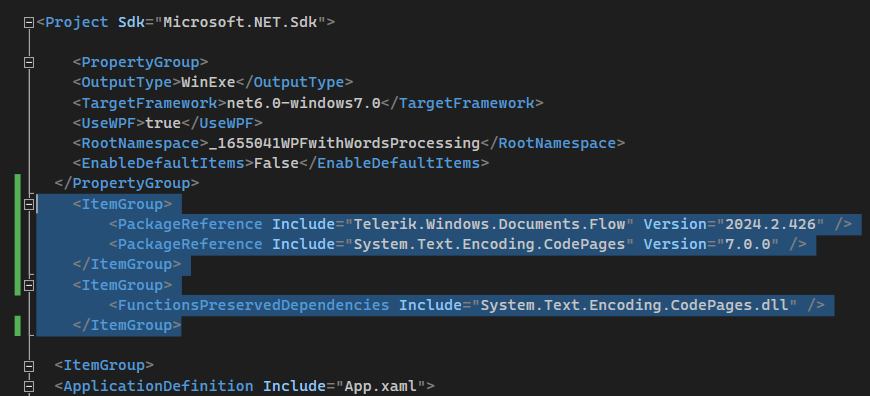 <Project Sdk="Microsoft.NET.Sdk">
<PropertyGroup>
<OutputType>WinExe</OutputType>
<TargetFramework>net6.0-windows7.0</TargetFramework>
<UseWPF>true</UseWPF>
<RootNamespace>_1655041WPFwithWordsProcessing</RootNamespace>
<EnableDefaultItems>False</EnableDefaultItems>
</PropertyGroup>
<ItemGroup>
<PackageReference Include="Telerik.Windows.Documents.Flow" Version="2024.2.426" />
<PackageReference Include="System.Text.Encoding.CodePages" Version="7.0.0" />
</ItemGroup>
<ItemGroup>
<FunctionsPreservedDependencies Include="System.Text.Encoding.CodePages.dll" />
</ItemGroup>
<ItemGroup>
<ApplicationDefinition Include="App.xaml">